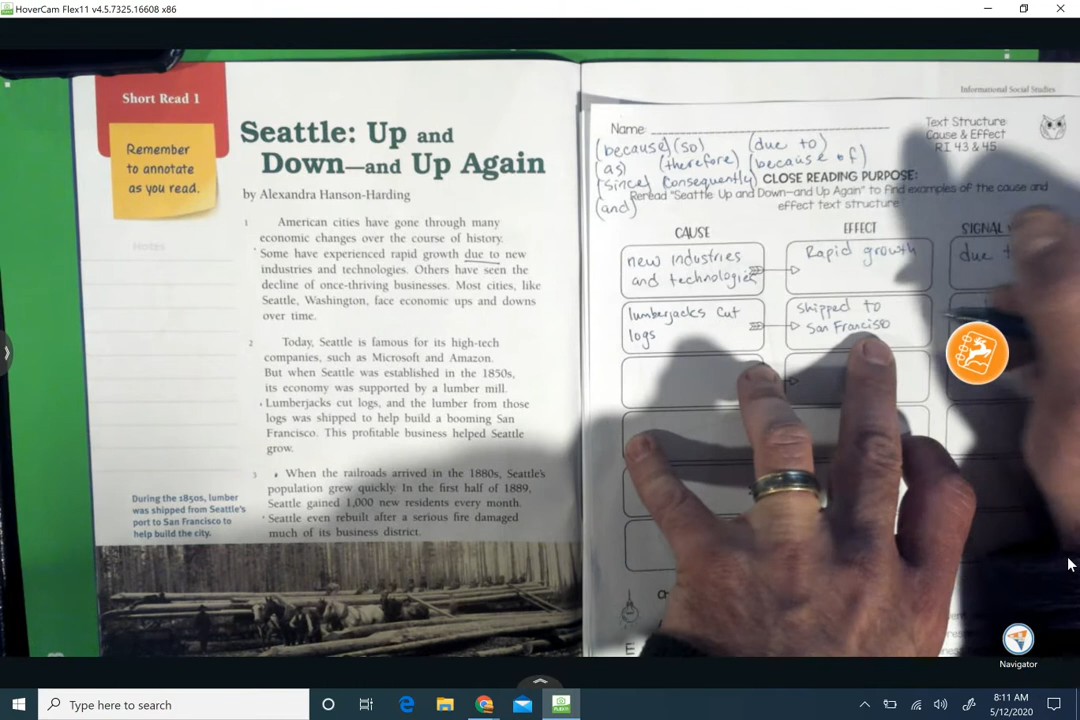 HoverCam Flex11 v4.5.7325.16608 x86
Short Read 1
Remember
to annotate
as you read.
Notes
Seattle: Up and
Down—and Up Again
by Alexandra Hanson-Harding
1 American cities have gone through many
economic changes over the course of history.
Some have experienced rapid growth due to new
industries and technologies. Others have seen the
decline of once-thriving businesses. Most cities, like
Seattle, Washington, face economic ups and downs
over time.
2 Today, Seattle is famous for its high-tech
companies, such as Microsoft and Amazon.
But when Seattle was established in the 1850s,
its economy was supported by a lumber mill.
Lumberjacks cut logs, and the lumber from those
logs was shipped to help build a booming San
Francisco. This profitable business helped Seattle
grow.
3 When the railroads arrived in the 1880s, Seattle's
population grew quickly. In the first half of 1889,
Seattle gained 1,000 new residents every month.
Seattle even rebuilt after a serious fire damaged
much of its business district.
During the 1850s, lumber
was shipped from Seattle's
port to San Francisco to
help build the city.
Informational Social Studies
Name:
Text Structure:
Cause & Effect
RI 4.3 & 4.5
(because) (so) (due to)
(as) (therefore) (because of)
(since) Consequently)
(and)
CLOSE READING PURPOSE:
Reread "Seattle Up and Down—and Up Again" to find examples of the cause and
effect text structure
CAUSE EFFECT SIGNAL
new industries
and technologies
Rapid growth
due to
lumberjacks cut
logs
shipped to
San Francisco
E
Navigator
Type here to search
8:11 AM
5/12/2020